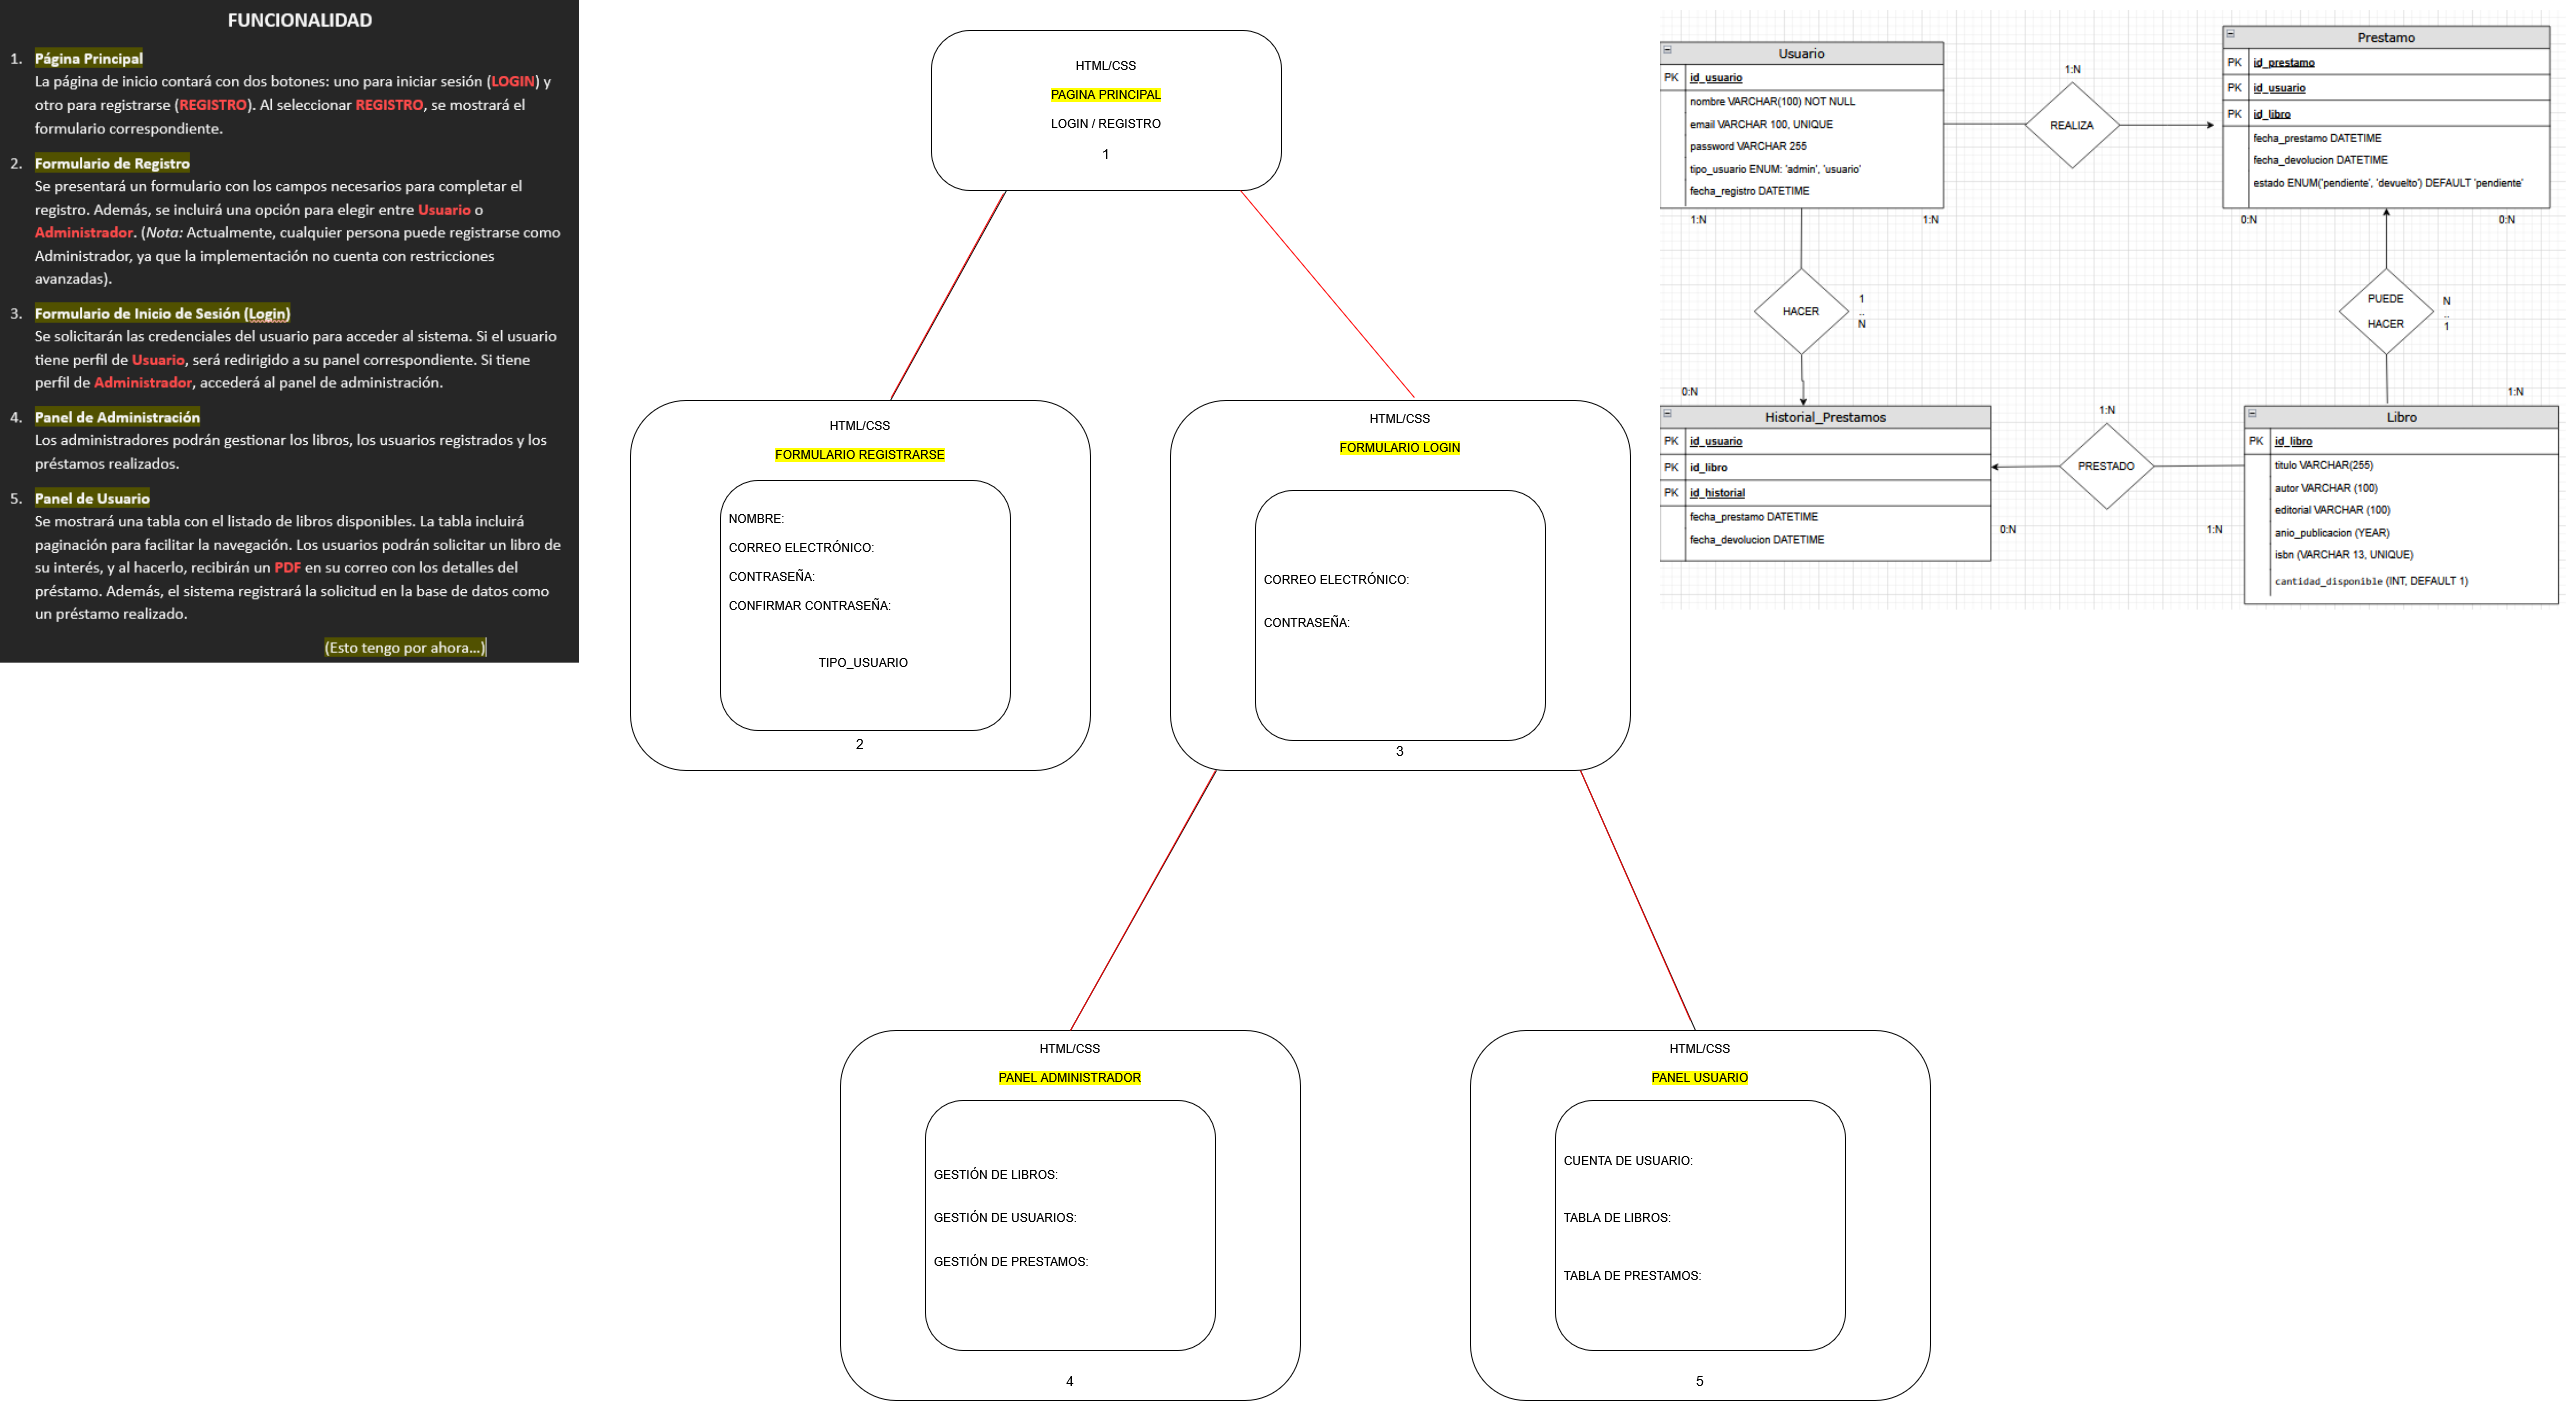 FUNCIONALIDAD
1. Página Principal
La página de inicio contará con dos botones: uno para iniciar sesión (LOGIN) y
otro para registrarse (REGISTRO). Al seleccionar REGISTRO, se mostrará el
formulario correspondiente.
2. Formulario de Registro
Se presentará un formulario con los campos necesarios para completar el
registro. Además, se incluirá una opción para elegir entre Usuario o
Administrador. (Nota: Actualmente, cualquier persona puede registrarse como
Administrador, ya que la implementación no cuenta con restricciones
avanzadas).
3. Formulario de Inicio de Sesión (Login)
Se solicitarán las credenciales del usuario para acceder al sistema. Si el usuario
tiene perfil de Usuario, será redirigido a su panel correspondiente. Si tiene
perfil de Administrador, accederá al panel de administración.
4. Panel de Administración
Los administradores podrán gestionar los libros, los usuarios registrados y los
préstamos realizados.
5. Panel de Usuario
Se mostrará una tabla con el listado de libros disponibles. La tabla incluirá
paginación para facilitar la navegación. Los usuarios podrán solicitar un libro de
su interés, y al hacerlo, recibirán un PDF en su correo con los detalles del
préstamo. Además, el sistema registrará la solicitud en la base de datos como
un préstamo realizado.
(Esto tengo por ahora...)
HTML/CSS
PAGINA PRINCIPAL
LOGIN / REGISTRO
1
HTML/CSS
FORMULARIO REGISTRARSE
NOMBRE:
CORREO ELECTRÓNICO:
CONTRASEÑA:
CONFIRMAR CONTRASEÑA:
TIPO_USUARIO
2
HTML/CSS
FORMULARIO LOGIN
CORREO ELECTRÓNICO:
CONTRASEÑA:
3
HTML/CSS
PANEL ADMINISTRADOR
GESTIÓN DE LIBROS:
GESTIÓN DE USUARIOS:
GESTIÓN DE PRESTAMOS:
4
HTML/CSS
PANEL USUARIO
CUENTA DE USUARIO:
TABLA DE LIBROS:
TABLA DE PRESTAMOS:
5
Usuario
PK id_usuario
nombre VARCHAR(100) NOT NULL
email VARCHAR 100, UNIQUE
password VARCHAR 255
tipo_usuario ENUM: 'admin', 'usuario'
fecha_registro DATETIME
1:N
1:N
1:N
REALIZA
Prestamo
PK id_prestamo
PK id_usuario
PK id_libro
fecha_prestamo DATETIME
fecha_devolucion DATETIME
estado ENUM('pendiente', 'devuelto') DEFAULT 'pendiente'
0:N
0:N
HACER
1
..
N
PUEDE
HACER
N
..
1
0:N
Historial_Prestamos
PK id_usuario
PK id_libro
PK id_historial
fecha_prestamo DATETIME
fecha_devolucion DATETIME
1:N
PRESTADO
0:N
1:N
1:N
Libro
PK id_libro
titulo VARCHAR(255)
autor VARCHAR (100)
editorial VARCHAR (100)
anio_publicacion (YEAR)
isbn (VARCHAR 13, UNIQUE)
cantidad_disponible (INT, DEFAULT 1)